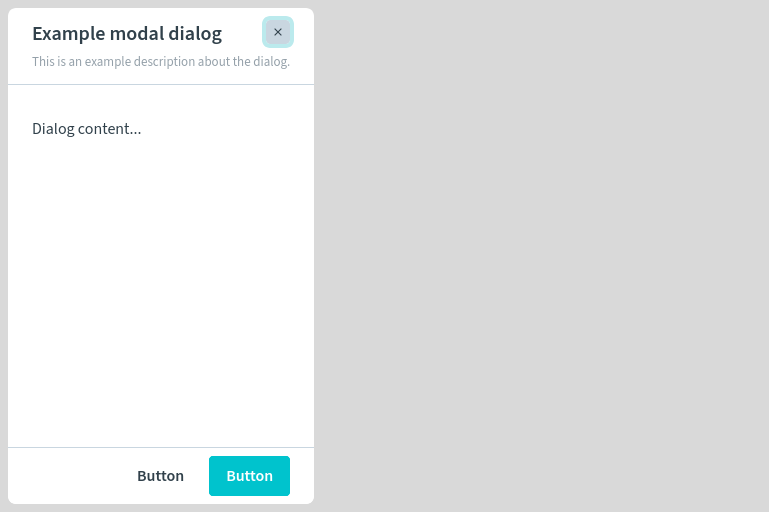 Example modal dialog
This is an example description about the dialog.
Dialog content...
Button Button